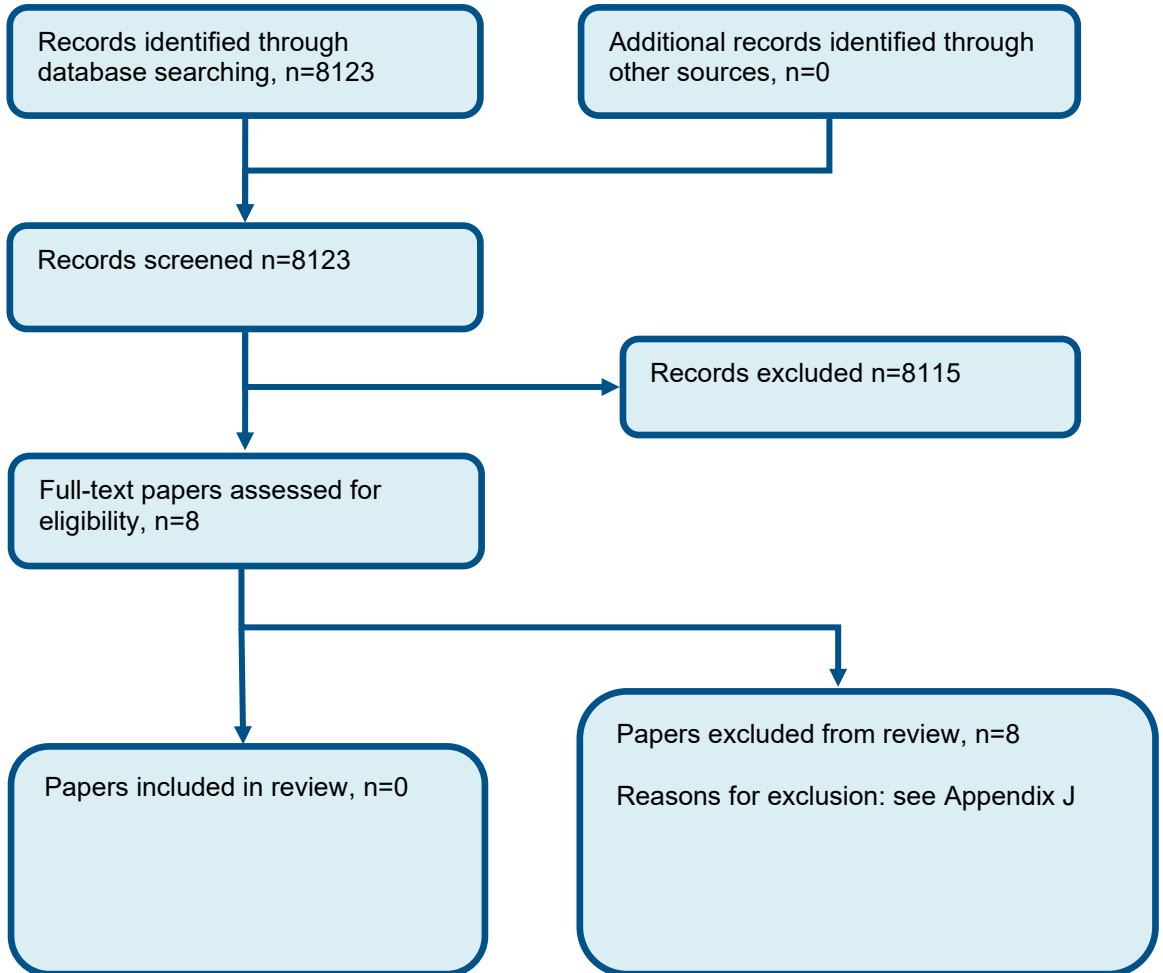 Records identified through
database searching, n=8123
Additional records identified through
other sources, n=0
Records screened n=8123
Records excluded n=8115
Full-text papers assessed for
eligibility, n=8
Papers included in review, n=0
Papers excluded from review, n=8
Reasons for exclusion: see Appendix J